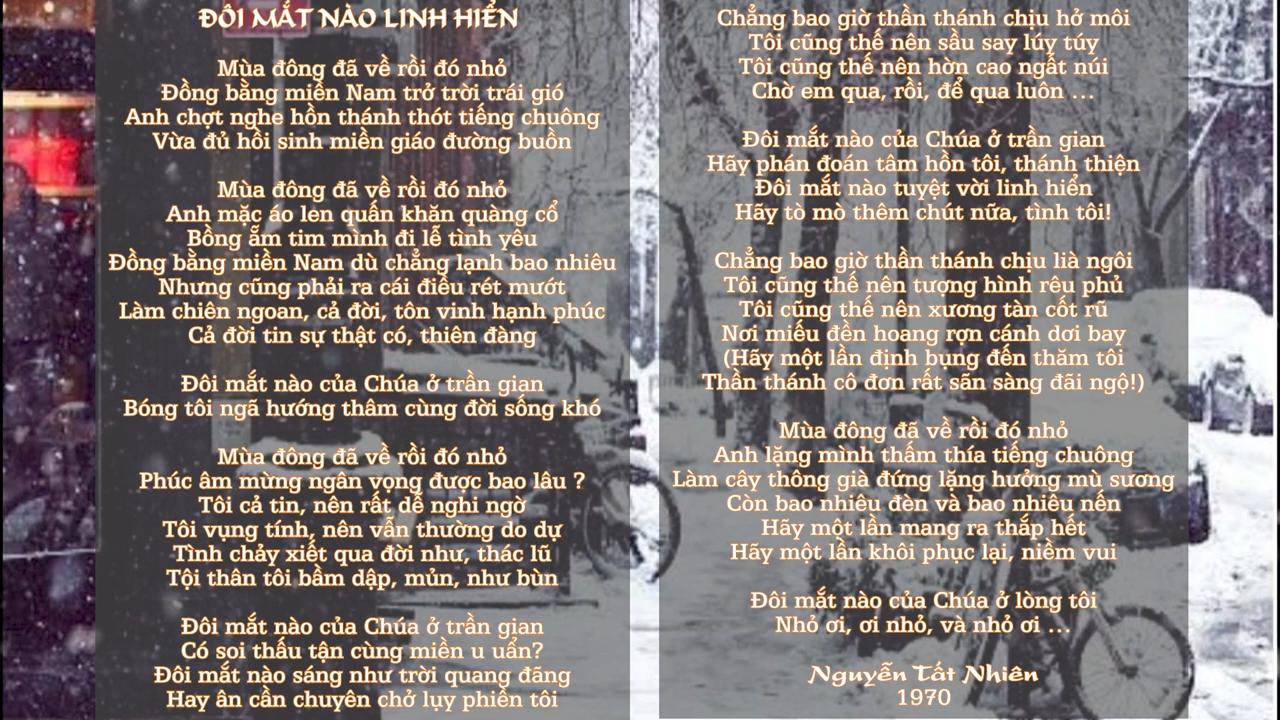 ĐÔI MẮT NÀO LINH HIỂN
Mùa đông đã về rồi đó nhỏ
Đồng bằng miền Nam trở trời trái gió
Anh chợt nghe hồn thánh thót tiếng chuông
Vừa đủ hồi sinh miền giáo đường buồn
Mùa đông đã về rồi đó nhỏ
Anh mặc áo len quấn khăn quàng cổ
Bồng ẵm tim mình đi lễ tình yêu
Đồng bằng miền Nam dù chẳng lạnh bao nhiêu
Nhưng cũng phải ra cái điều rét mướt
Làm chiên ngoan, cả đời, tôn vinh hạnh phúc
Cả đời tin sự thật có, thiên đàng
Đôi mắt nào của Chúa ở trần gian
Bóng tôi ngã hướng thâm cùng đời sống khó
Mùa đông đã về rồi đó nhỏ
Phúc âm mừng ngân vọng được bao lâu ?
Tôi cả tin, nên rất dễ nghi ngờ
Tôi vụng tính, nên vẫn thường do dự
Tình chảy xiết qua đời như, thác lũ
Tội thân tôi bầm dập, mủn, như bùn
Đôi mắt nào của Chúa ở trần gian
Có soi thấu tận cùng miền u uẩn?
Đôi mắt nào sáng như trời quang đãng
Hay ân cần chuyên chở lụy phiền tôi
Chẳng bao giờ thần thánh chịu hở môi
Tôi cũng thế nên sầu say lúy túy
Tôi cũng thế nên hờn cao ngất núi
Chờ em qua, rồi, để qua luôn ...
Đôi mắt nào của Chúa ở trần gian
Hãy phán đoán tâm hồn tôi, thánh thiện
Đôi mắt nào tuyệt vời linh hiển
Hãy tò mò thêm chút nữa, tình tôi!
Chẳng bao giờ thần thánh chịu lià ngôi
Tôi cũng thế nên tượng hình rêu phủ
Tôi cũng thế nên xương tàn cốt rũ
Nơi miếu đền hoang rợn cánh dơi bay
(Hãy một lần định bụng đến thăm tôi
Thần thánh cô đơn rất sẵn sàng đãi ngộ!)
Mùa đông đã về rồi đó nhỏ
Anh lặng mình thấm thía tiếng chuông
Làm cây thông già đứng lặng hưởng mù sương
Còn bao nhiêu đèn và bao nhiêu nến
Hãy một lần mang ra thắp hết
Hãy một lần khôi phục lại, niềm vui
Đôi mắt nào của Chúa ở lòng tôi
Nhỏ ơi, ơi nhỏ, và nhỏ ơi ...
Nguyễn Tất Nhiên
1970